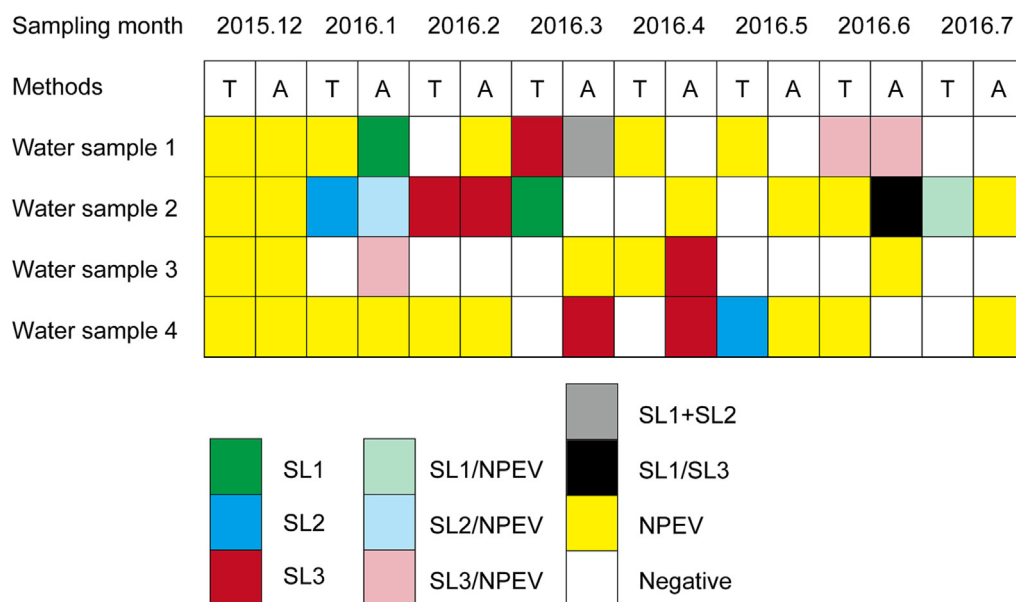 Sampling month 2015.12 2016.1 2016.2 2016.3 2016.4 2016.5 2016.6 2016.7
Methods T A T A T A T A T A T A T A T A
Water sample 1
Water sample 2
Water sample 3
Water sample 4
SL1+SL2
SL1 SL1/NPEV SL1/SL3
SL2 SL2/NPEV NPEV
SL3 SL3/NPEV Negative